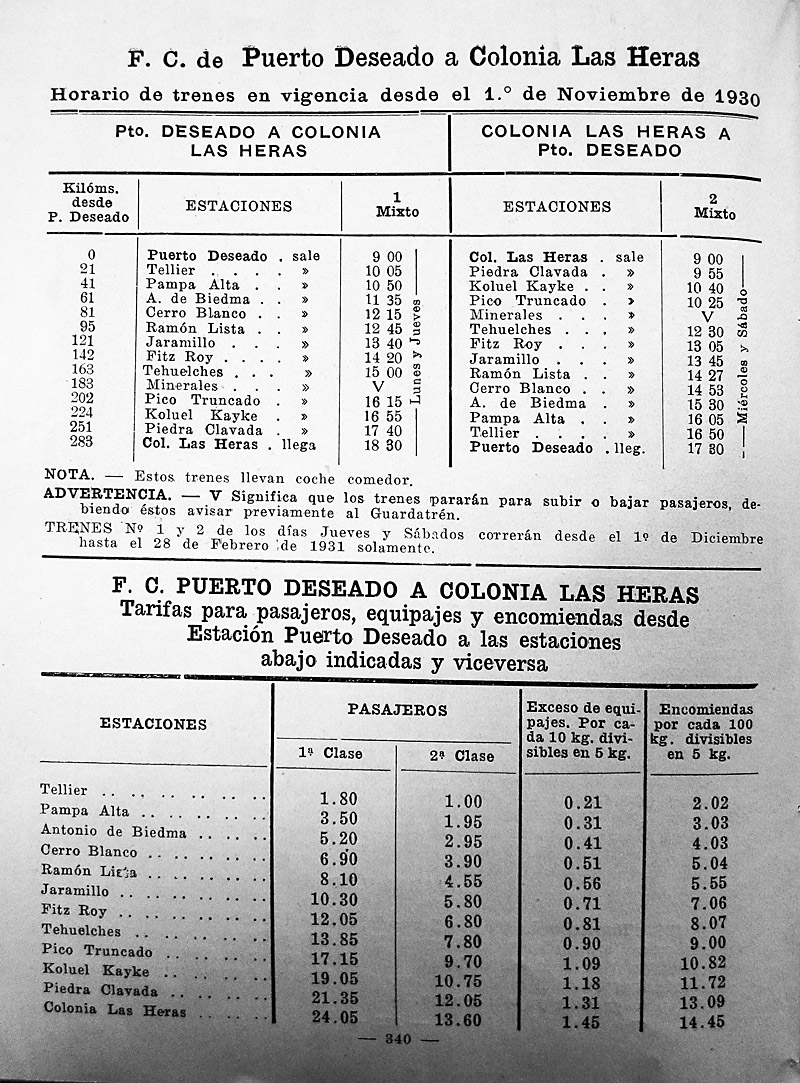 F. C. de Puerto Deseado a Colonia Las Heras
Horario de trenes en vigencia desde el 1.° de Noviembre de 1930
Pto. DESEADO A COLONIA LAS HERAS | COLONIA LAS HERAS A Pto. DESEADO
Kilóms. desde P. Deseado | ESTACIONES | 1 Mixto | ESTACIONES | 2 Mixto
0 | Puerto Deseado . sale | 9 00 | Col. Las Heras . sale | 9 00
21 | Tellier . . . . » | 10 05 | Piedra Clavada . » | 9 55
41 | Pampa Alta . . » | 10 50 | Koluel Kayke . . » | 10 40
61 | A. de Biedma . . » | 11 35 | Pico Truncado . » | 10 25
81 | Cerro Blanco . . » | 12 15 | Minerales . . . » | V
95 | Ramón Lista . . » | 12 45 | Tehuelches . . . » | 12 30
121 | Jaramillo . . . » | 13 40 | Fitz Roy . . . » | 13 05
142 | Fitz Roy . . . . » | 14 20 | Jaramillo . . . » | 13 45
163 | Tehuelches . . . » | 15 00 | Ramón Lista . . » | 14 27
183 | Minerales . . . » | V | Cerro Blanco . . » | 14 53
202 | Pico Truncado . » | 16 15 | A. de Biedma . » | 15 30
224 | Koluel Kayke . » | 16 55 | Pampa Alta . . » | 16 05
251 | Piedra Clavada . » | 17 40 | Tellier . . . . » | 16 50
283 | Col. Las Heras . llega | 18 30 | Puerto Deseado . lleg. | 17 30
Lunes y Jueves
Miércoles y Sábado
NOTA. — Estos trenes llevan coche comedor.
ADVERTENCIA. — V Significa que los trenes pararán para subir o bajar pasajeros, de-
biendo éstos avisar previamente al Guardatrén.
TRENES Nº 1 y 2 de los días Jueves y Sábados correrán desde el 1º de Diciembre
hasta el 28 de Febrero de 1931 solamente.
F. C. PUERTO DESEADO A COLONIA LAS HERAS
Tarifas para pasajeros, equipajes y encomiendas desde
Estación Puerto Deseado a las estaciones
abajo indicadas y viceversa
ESTACIONES | PASAJEROS | Exceso de equi-pajes. Por ca-da 10 kg. divi-sibles en 5 kg. | Encomiendas por cada 100 kg. divisibles en 5 kg.
1ª Clase | 2ª Clase
Tellier | 1.80 | 1.00 | 0.21 | 2.02
Pampa Alta | 3.50 | 1.95 | 0.31 | 3.03
Antonio de Biedma | 5.20 | 2.95 | 0.41 | 4.03
Cerro Blanco | 6.90 | 3.90 | 0.51 | 5.04
Ramón Lista | 8.10 | 4.55 | 0.56 | 5.55
Jaramillo | 10.30 | 5.80 | 0.71 | 7.06
Fitz Roy | 12.05 | 6.80 | 0.81 | 8.07
Tehuelches | 13.85 | 7.80 | 0.90 | 9.00
Pico Truncado | 17.15 | 9.70 | 1.09 | 10.82
Koluel Kayke | 19.05 | 10.75 | 1.18 | 11.72
Piedra Clavada | 21.35 | 12.05 | 1.31 | 13.09
Colonia Las Heras | 24.05 | 13.60 | 1.45 | 14.45
— 340 —